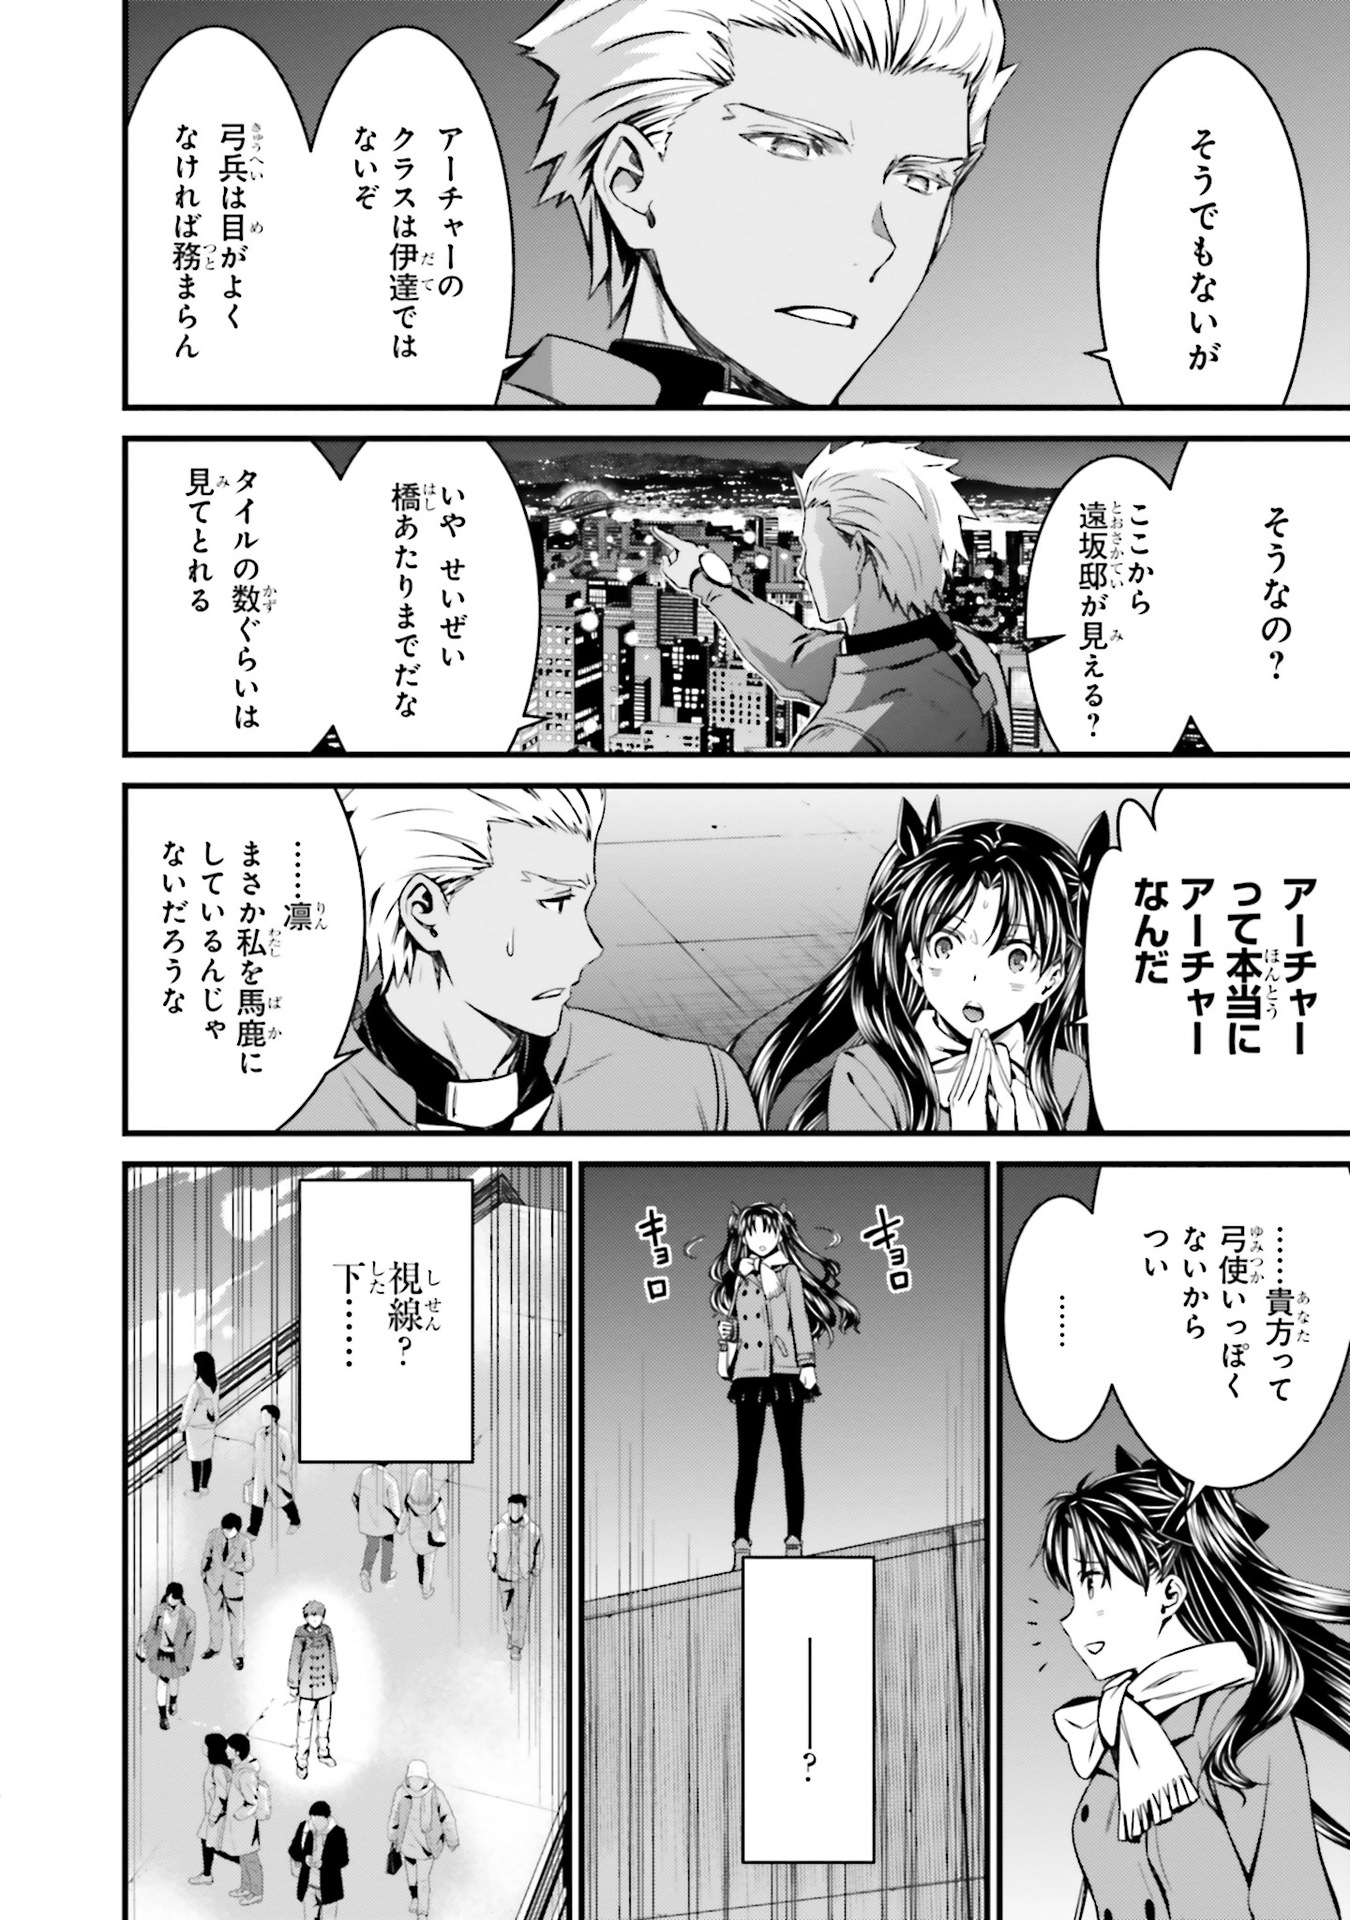 そうでもないが
アーチャーの
クラスは伊達では
ないぞ
弓兵は目がよく
なければ務まらん
そうなの?
ここから
遠坂邸が見える?
いや せいぜい
橋あたりまでだな
タイルの数ぐらいは
見てとれる
アーチャー
って本当に
アーチャー
なんだ
……凛
まさか私を馬鹿に
しているんじゃ
ないだろうな
……貴方って
弓使いっぽく
ないから
つい
……
キョロ
キョロ
――?
視線?
下……